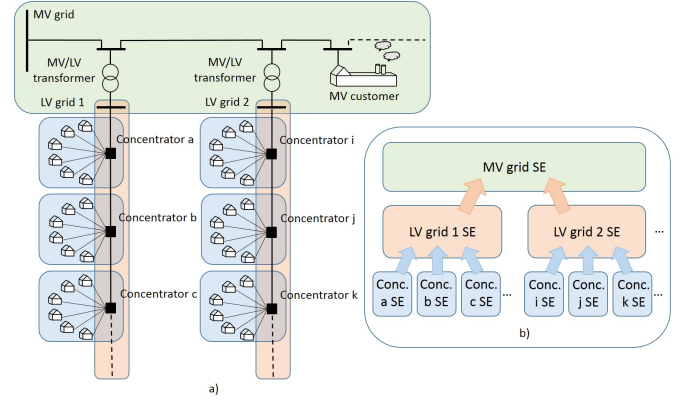 MV grid
MV/LV
transformer
MV/LV
transformer
MV customer
LV grid 1
LV grid 2
Concentrator a
Concentrator i
Concentrator b
Concentrator j
Concentrator c
Concentrator k
a)
MV grid SE
LV grid 1 SE
LV grid 2 SE
...
Conc.
a SE
Conc.
b SE
Conc.
c SE
...
Conc.
i SE
Conc.
j SE
Conc.
k SE
...
b)